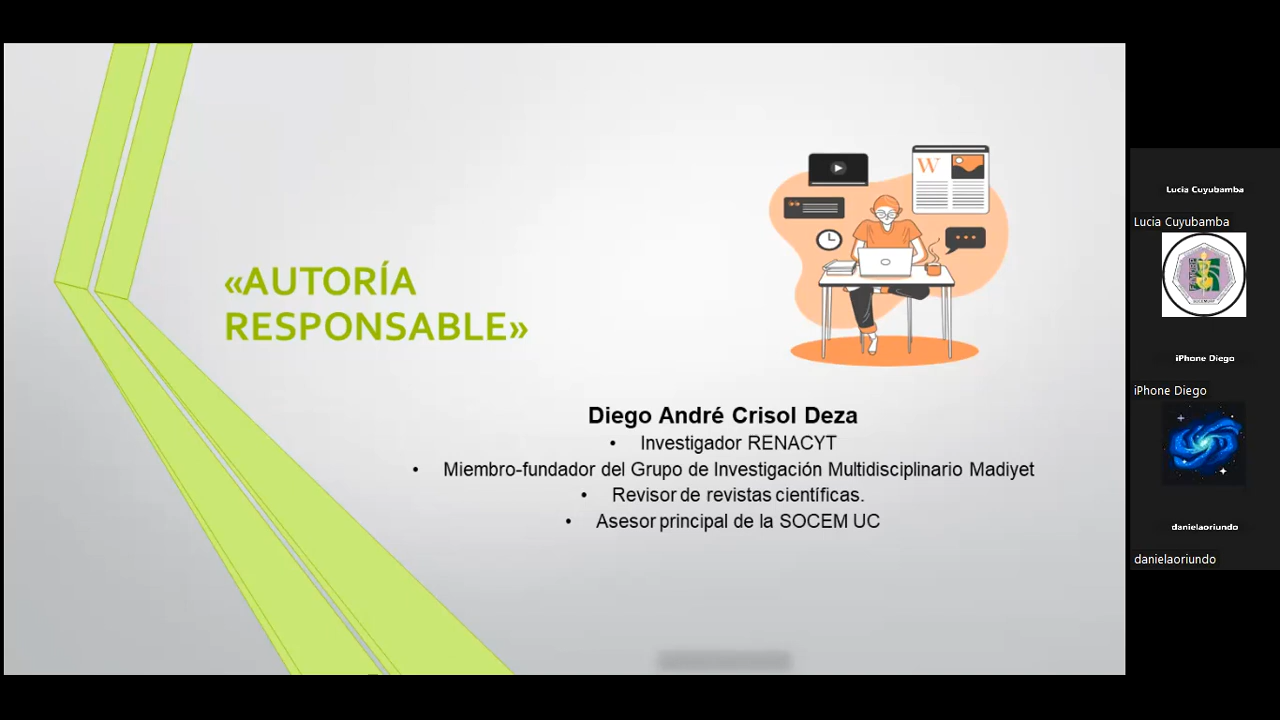 «AUTORÍA
RESPONSABLE»
W
Diego André Crisol Deza
• Investigador RENACYT
• Miembro-fundador del Grupo de Investigación Multidisciplinario Madiyet
• Revisor de revistas científicas.
• Asesor principal de la SOCEM UC
Lucia Cuyubamba
Lucia Cuyubamba
iPhone Diego
iPhone Diego
danielaoriundo
danielaoriundo